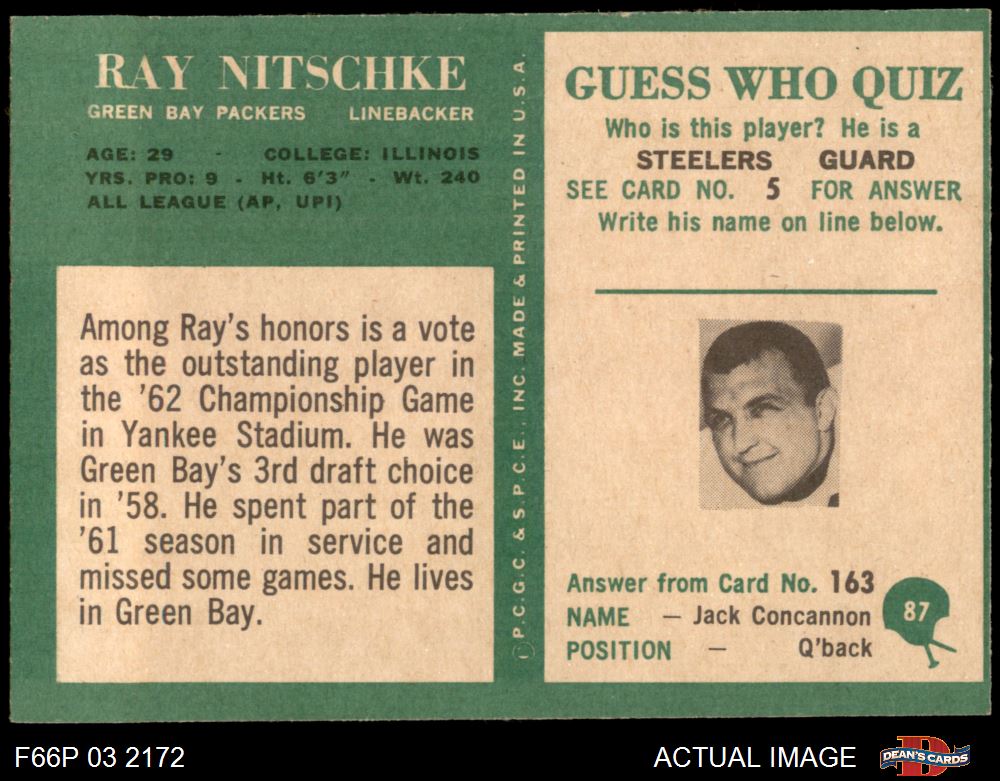 RAY NITSCHKE
GREEN BAY PACKERS LINEBACKER
AGE: 29 - COLLEGE: ILLINOIS
YRS. PRO: 9 - Ht. 6'3" - Wt. 240
ALL LEAGUE (AP, UPI)
Among Ray's honors is a vote
as the outstanding player in
the '62 Championship Game
in Yankee Stadium. He was
Green Bay's 3rd draft choice
in '58. He spent part of the
'61 season in service and
missed some games. He lives
in Green Bay.
©P.C.G.C. & S.P.C.E., INC. MADE & PRINTED IN U.S.A.
GUESS WHO QUIZ
Who is this player? He is a
STEELERS GUARD
SEE CARD NO. 5 FOR ANSWER
Write his name on line below.
Answer from Card No. 163
NAME — Jack Concannon
POSITION — Q'back
87
F66P 03 2172
ACTUAL IMAGE
D
DEAN'S CARDS